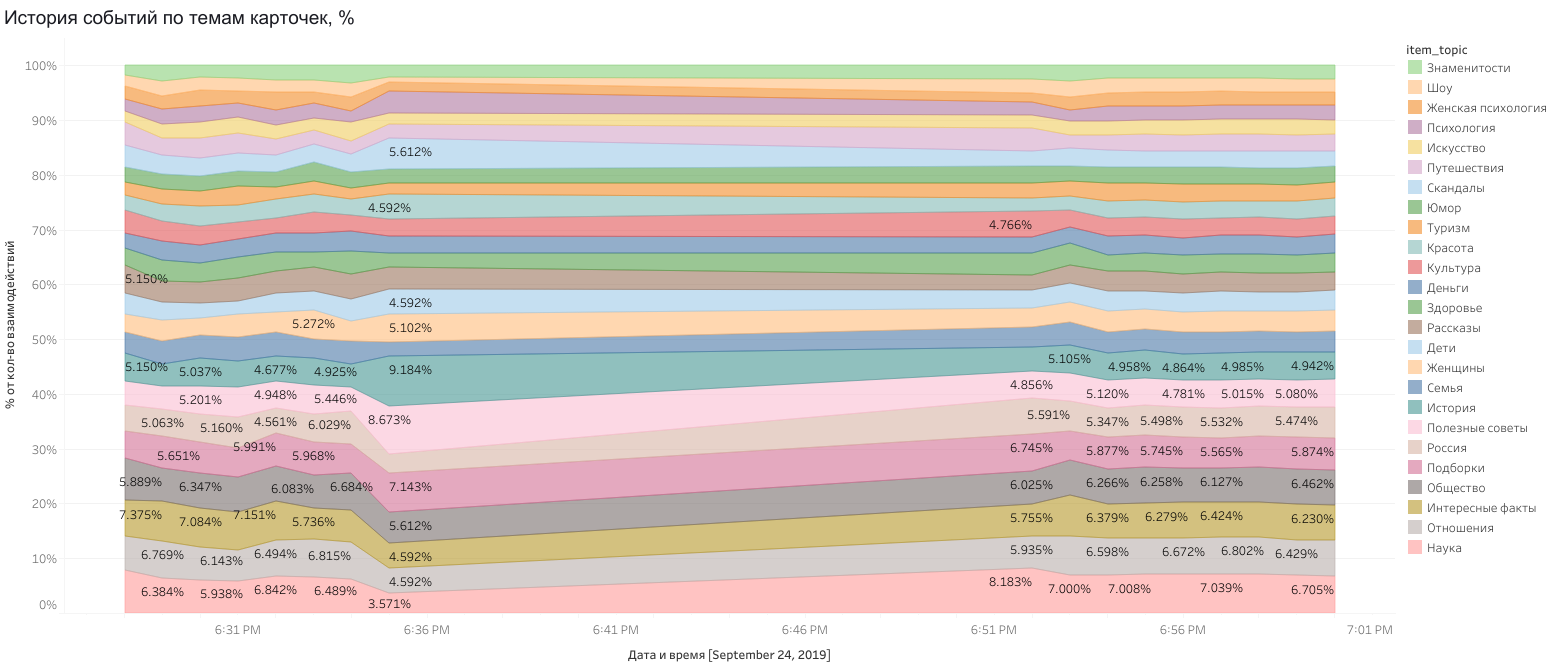 История событий по темам карточек, %
% от кол-во взаимодействий
100%
90%
80%
70%
60%
50%
40%
30%
20%
10%
0%
5.612%
4.592%
4.766%
5.150%
4.592%
5.272%
5.102%
5.150%
5.037%
4.677%
4.925%
9.184%
5.105%
4.958%
4.864%
4.985%
4.942%
5.201%
4.948%
5.446%
8.673%
4.856%
5.120%
4.781%
5.015%
5.080%
5.063%
5.160%
4.561%
6.029%
5.591%
5.347%
5.498%
5.532%
5.474%
5.651%
5.991%
5.968%
7.143%
6.745%
5.877%
5.745%
5.565%
5.874%
5.889%
6.347%
6.083%
6.684%
5.612%
6.025%
6.266%
6.258%
6.127%
6.462%
7.375%
7.084%
7.151%
5.736%
4.592%
5.755%
6.379%
6.279%
6.424%
6.230%
6.769%
6.143%
6.494%
6.815%
4.592%
5.935%
6.598%
6.672%
6.802%
6.429%
6.384%
5.938%
6.842%
6.489%
3.571%
8.183%
7.000%
7.008%
7.039%
6.705%
6:31 PM
6:36 PM
6:41 PM
6:46 PM
6:51 PM
6:56 PM
7:01 PM
Дата и время [September 24, 2019]
item_topic
Знаменитости
Шоу
Женская психология
Психология
Искусство
Путешествия
Скандалы
Юмор
Туризм
Красота
Культура
Деньги
Здоровье
Рассказы
Дети
Женщины
Семья
История
Полезные советы
Россия
Подборки
Общество
Интересные факты
Отношения
Наука